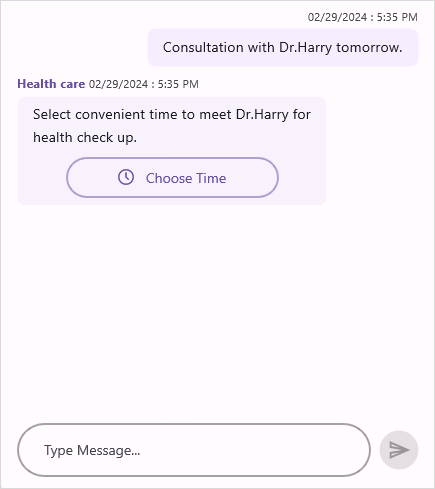 02/29/2024 : 5:35 PM
Consultation with Dr.Harry tomorrow.
Health care 02/29/2024 : 5:35 PM
Select convenient time to meet Dr.Harry for
health check up.
Choose Time
Type Message...